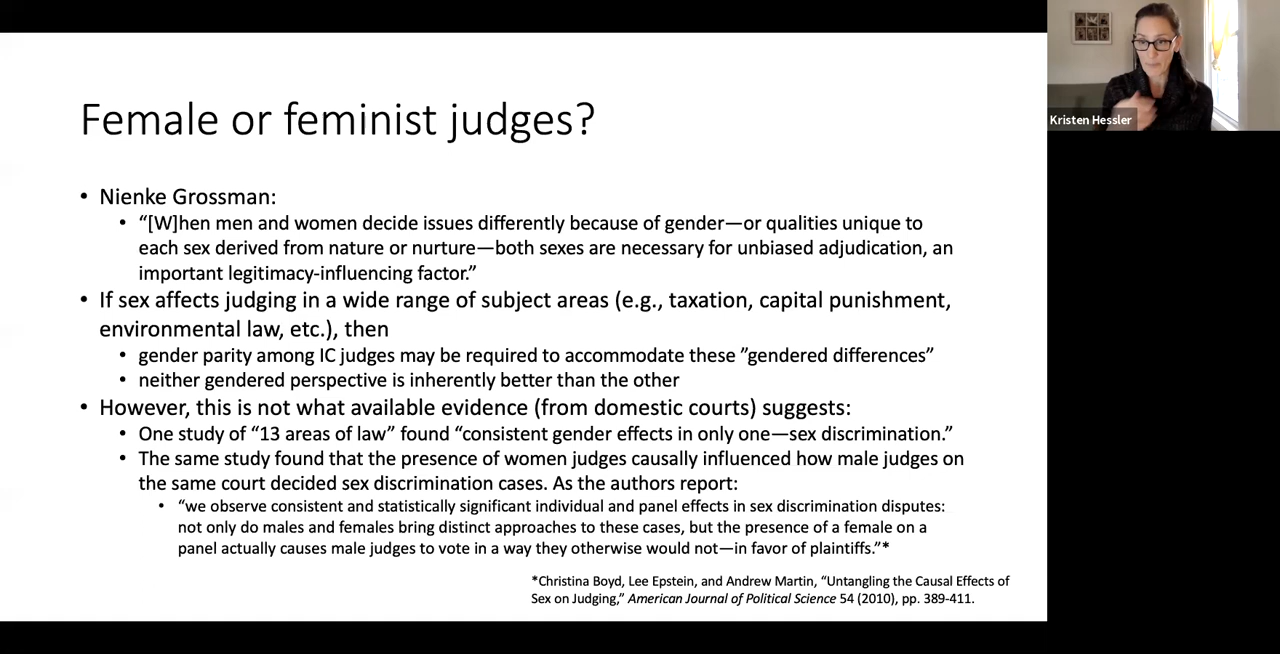 Female or feminist judges?
• Nienke Grossman:
• “[W]hen men and women decide issues differently because of gender—or qualities unique to
each sex derived from nature or nurture—both sexes are necessary for unbiased adjudication, an
important legitimacy-influencing factor.”
• If sex affects judging in a wide range of subject areas (e.g., taxation, capital punishment,
environmental law, etc.), then
• gender parity among IC judges may be required to accommodate these ”gendered differences”
• neither gendered perspective is inherently better than the other
• However, this is not what available evidence (from domestic courts) suggests:
• One study of “13 areas of law” found “consistent gender effects in only one—sex discrimination.”
• The same study found that the presence of women judges causally influenced how male judges on
the same court decided sex discrimination cases. As the authors report:
• “we observe consistent and statistically significant individual and panel effects in sex discrimination disputes:
not only do males and females bring distinct approaches to these cases, but the presence of a female on a
panel actually causes male judges to vote in a way they otherwise would not—in favor of plaintiffs.”*
*Christina Boyd, Lee Epstein, and Andrew Martin, “Untangling the Causal Effects of
Sex on Judging,” American Journal of Political Science 54 (2010), pp. 389-411.
Kristen Hessler